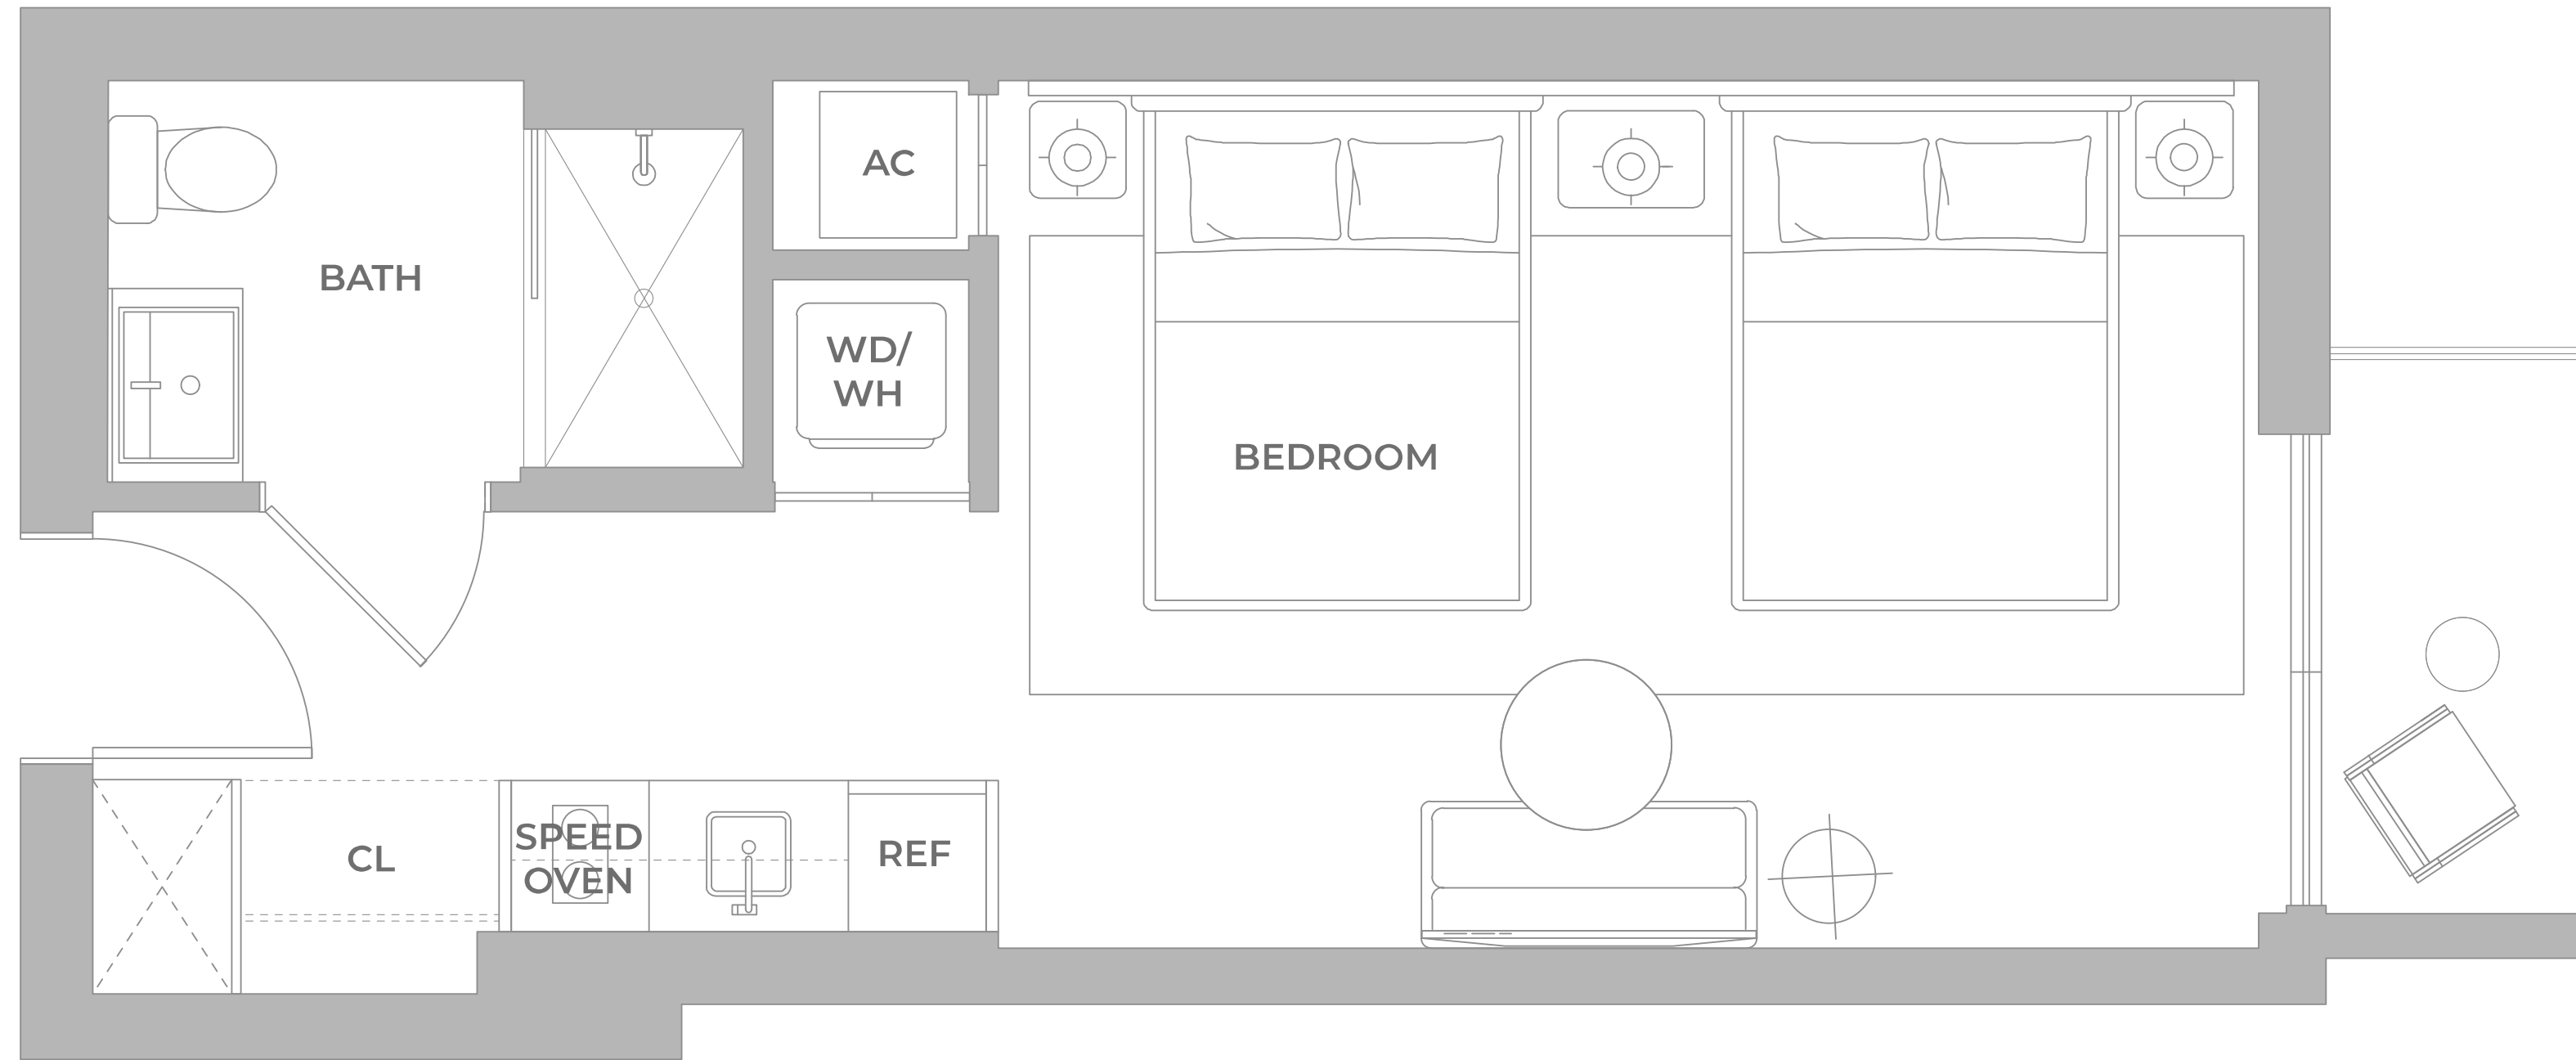 BATH
AC
WD/
WH
BEDROOM
CL
SPEED
OVEN
REF